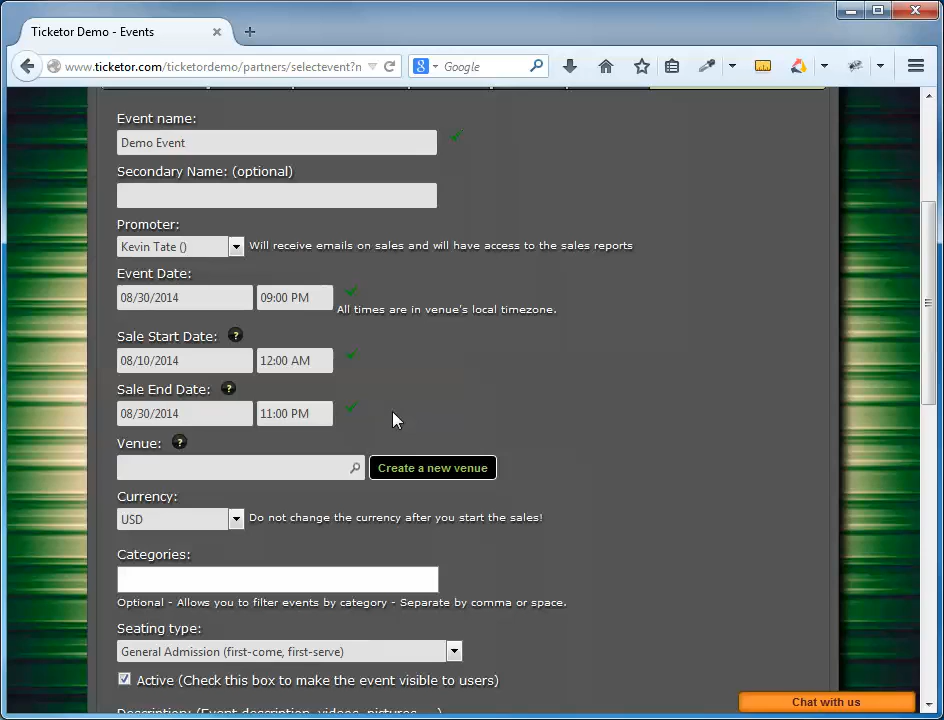 Ticketor Demo - Events
www.ticketor.com/ticketordemo/partners/selectevent?n
Google
Event name:
Demo Event
Secondary Name: (optional)
Promoter:
Kevin Tate () Will receive emails on sales and will have access to the sales reports
Event Date:
08/30/2014 09:00 PM
All times are in venue's local timezone.
Sale Start Date: ?
08/10/2014 12:00 AM
Sale End Date: ?
08/30/2014 11:00 PM
Venue: ?
Create a new venue
Currency:
USD Do not change the currency after you start the sales!
Categories:
Optional - Allows you to filter events by category - Separate by comma or space.
Seating type:
General Admission (first-come, first-serve)
Active (Check this box to make the event visible to users)
Description: (Event description, videos, pictures, ...)
Chat with us